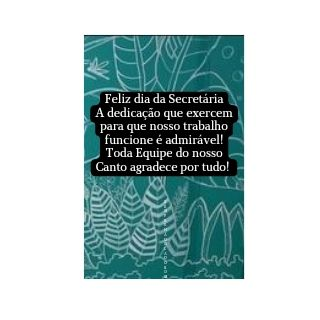 Feliz dia da Secretária
A dedicação que exercem
para que nosso trabalho
funcione é admirável!
Toda Equipe do nosso
Canto agradece por tudo!